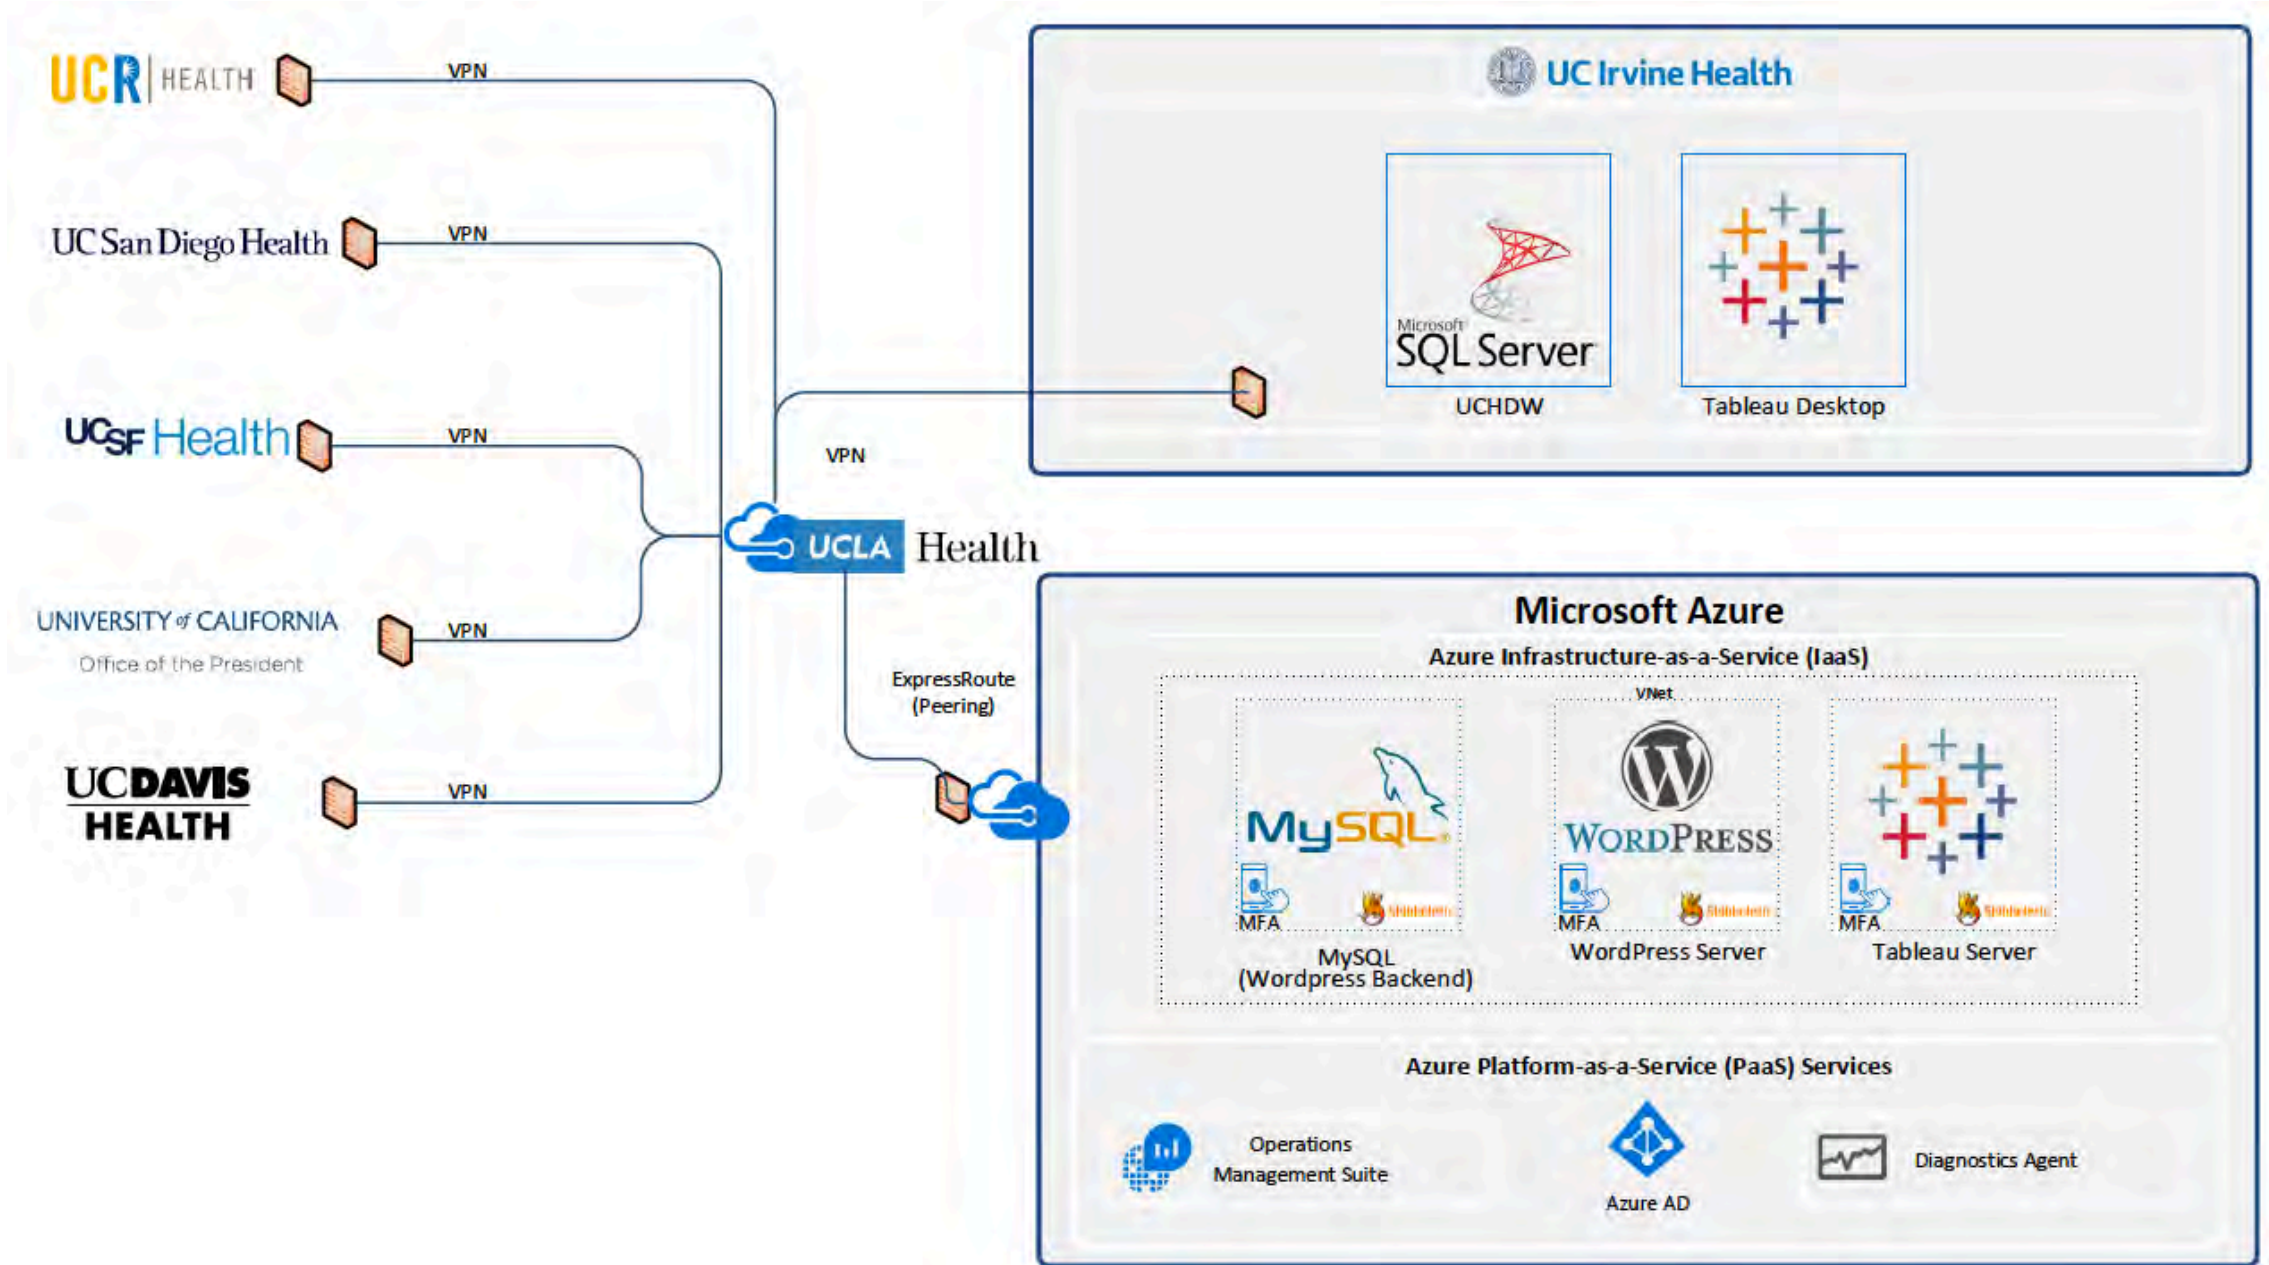 UCR HEALTH
VPN
UC San Diego Health
VPN
UCSF Health
VPN
UNIVERSITY of CALIFORNIA
Office of the President
VPN
UCDAVIS
HEALTH
VPN
VPN
UCLA Health
ExpressRoute
(Peering)
UC Irvine Health
Microsoft
SQL Server
UCHDW
Tableau Desktop
Microsoft Azure
Azure Infrastructure-as-a-Service (IaaS)
VNet
MySQL
MFA
MySQL
(Wordpress Backend)
WORDPRESS
MFA
WordPress Server
MFA
Tableau Server
Azure Platform-as-a-Service (PaaS) Services
Operations
Management Suite
Azure AD
Diagnostics Agent